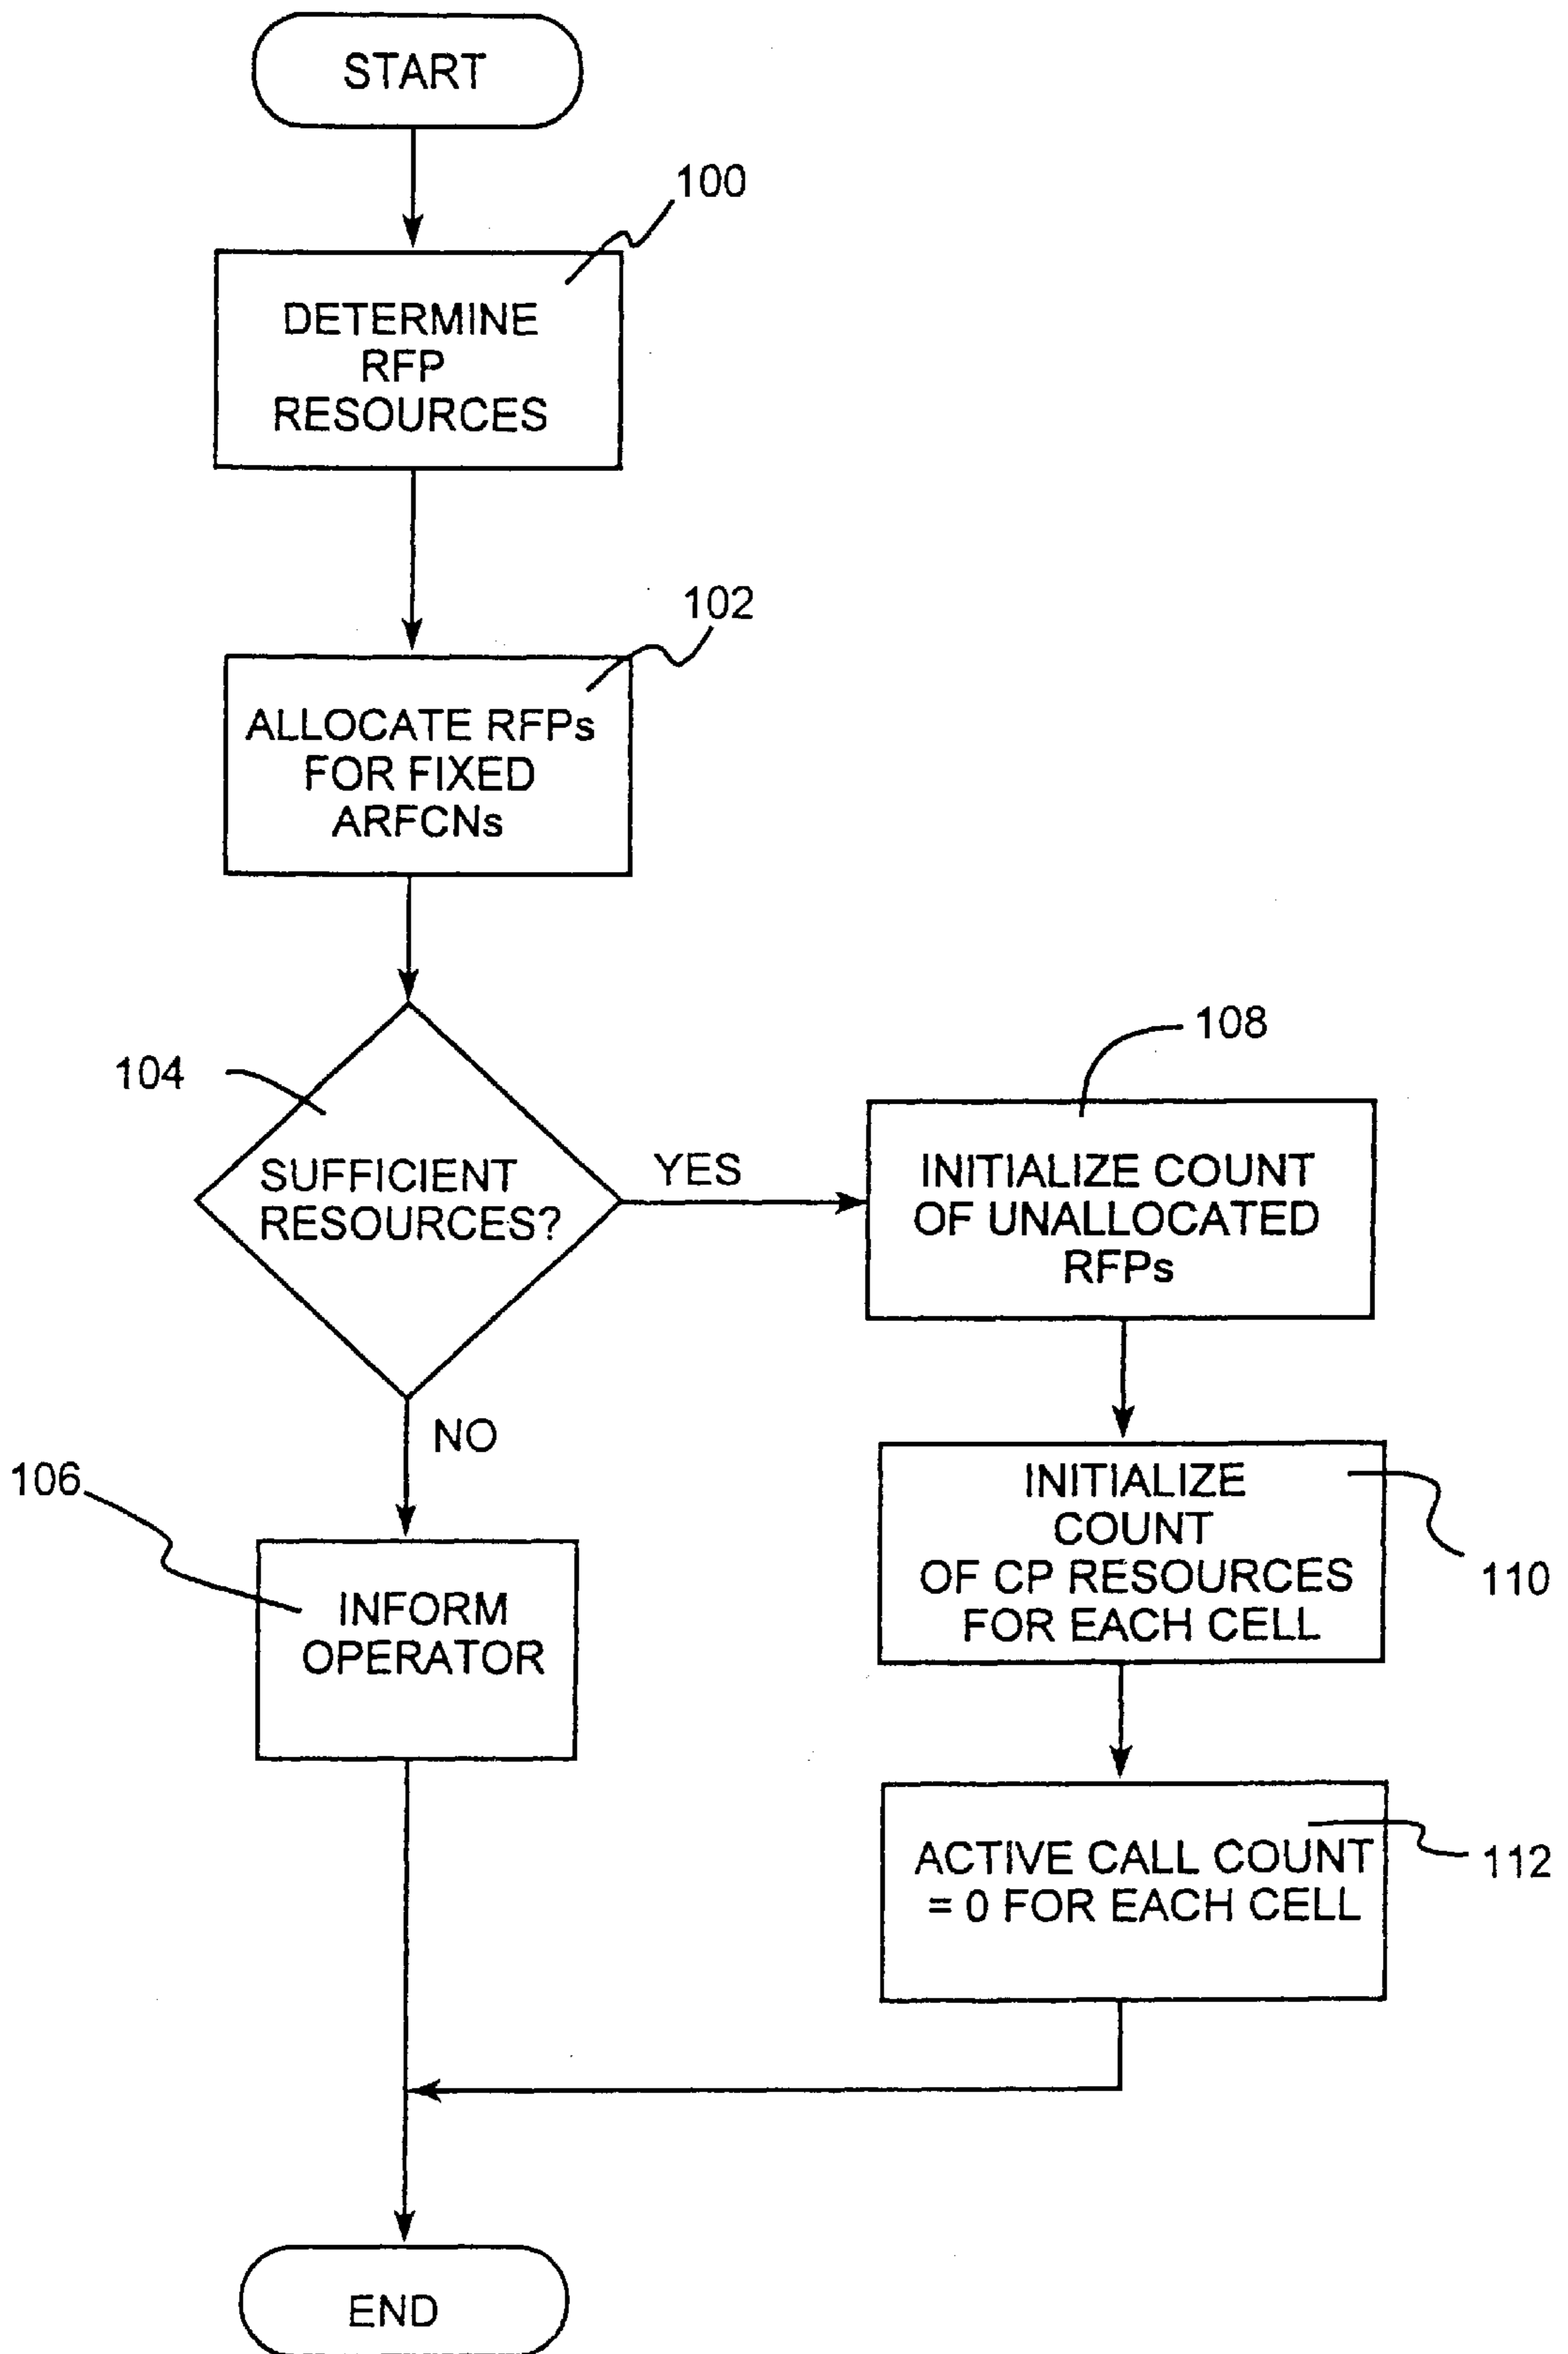 START
100
DETERMINE
RFP
RESOURCES
102
ALLOCATE RFPs
FOR FIXED
ARFCNs
104
SUFFICIENT
RESOURCES?
YES
NO
108
INITIALIZE COUNT
OF UNALLOCATED
RFPs
106
INFORM
OPERATOR
INITIALIZE
COUNT
OF CP RESOURCES
FOR EACH CELL
110
ACTIVE CALL COUNT
= 0 FOR EACH CELL
112
END